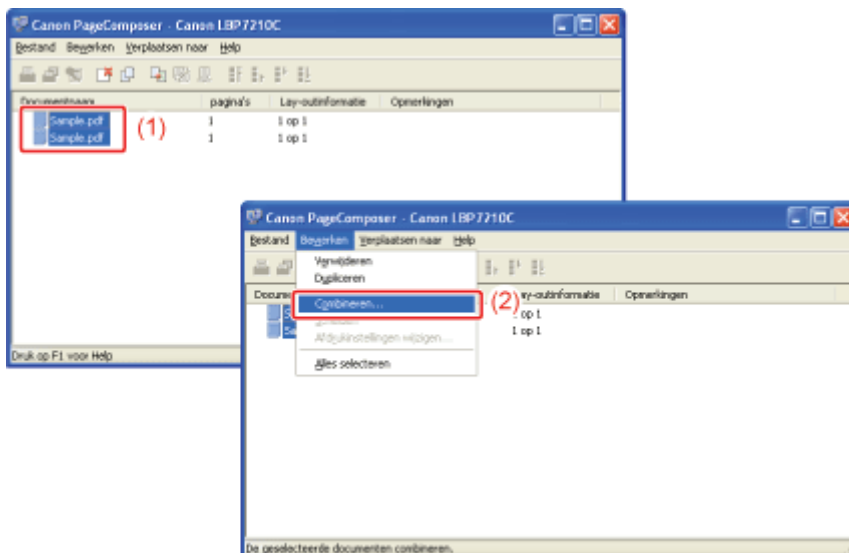 Canon PageComposer - Canon LBP7210C
Bestand Bewerken Verplaatsen naar Help
Documentnaam pagina's Lay-outinformatie Opmerkingen
Sample.pdf 1 1 op 1
Sample.pdf 1 1 op 1
(1)
Druk op F1 voor Help
Canon PageComposer - Canon LBP7210C
Bestand Bewerken Verplaatsen naar Help
Verwijderen
Dupliceren
Combineren...
(2)
Afdrukinstellingen wijzigen...
Alles selecteren
Opmerkingen
1 op 1
1 op 1
De geselecteerde documenten combineren.